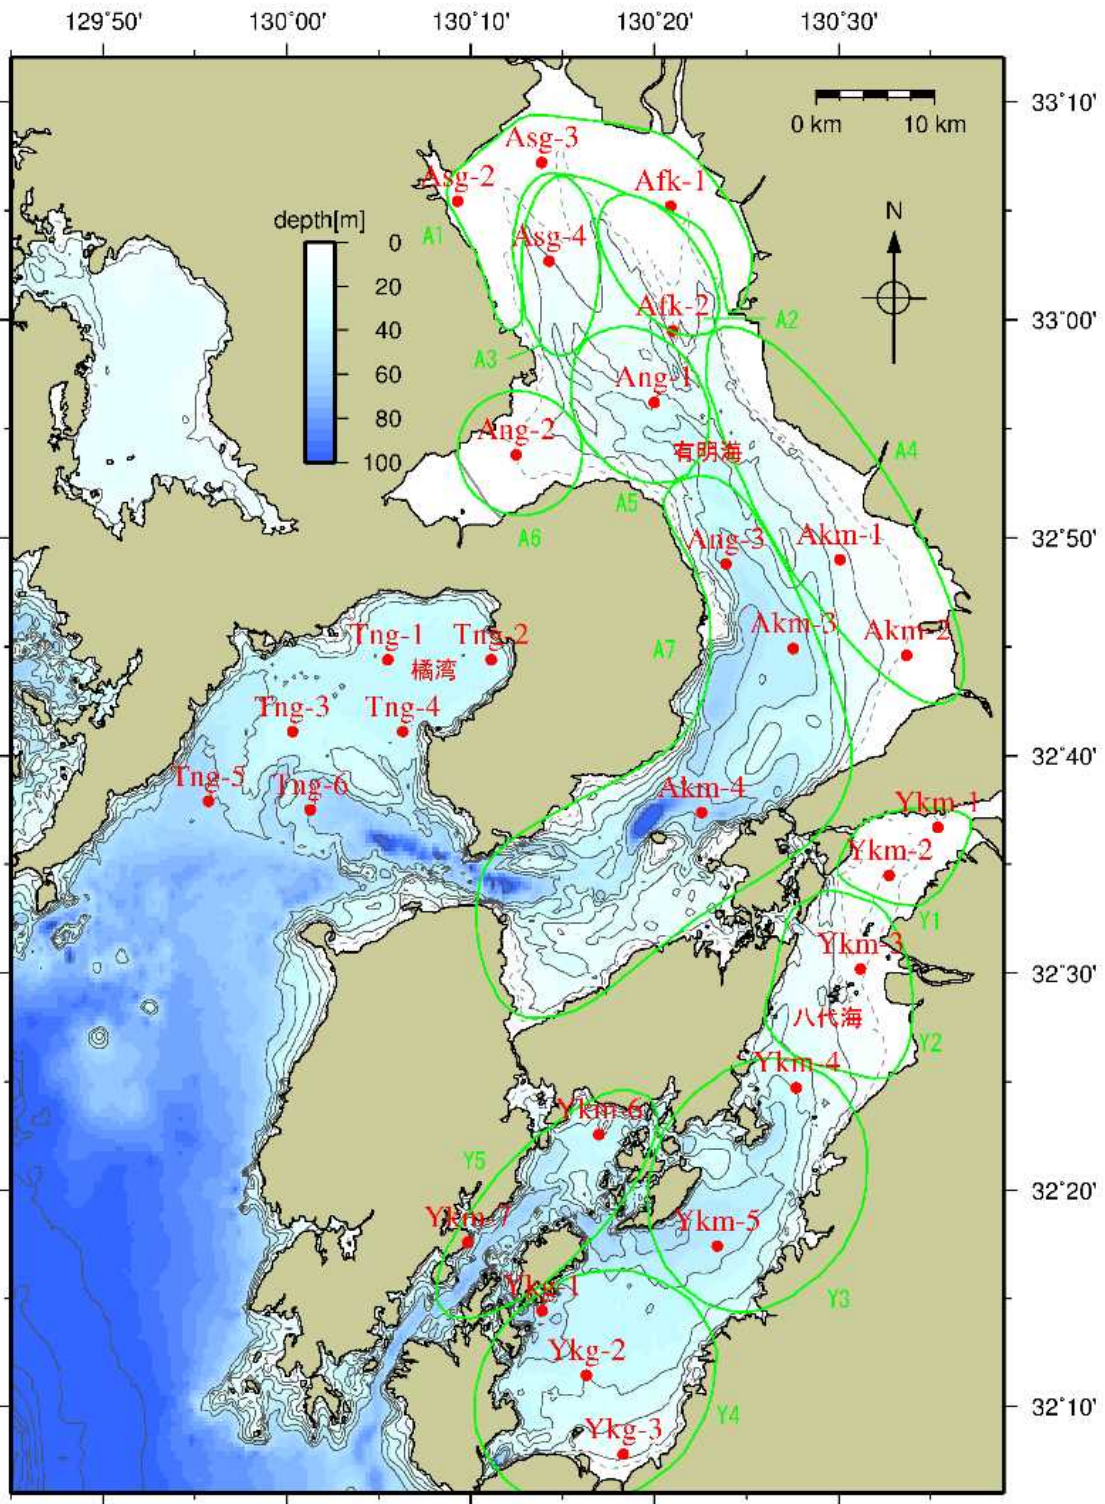 129˚50' 130˚00' 130˚10' 130˚20' 130˚30'
33˚10'
0 km 10 km
Asg-3
Asg-2
Afk-1
N
depth[m]
A1
Asg-4
0
20
40
60
80
100
Afk-2
A2
33˚00'
A3
Ang-1
Ang-2
有明海
A4
A5
A6
Ang-3
Akm-1
32˚50'
Akm-3
Akm-2
A7
Tng-1
Tng-2
橘湾
Tng-3
Tng-4
32˚40'
Tng-5
Tng-6
Akm-4
Ykm-1
Ykm-2
Y1
Ykm-3
32˚30'
八代海
Y2
Ykm-4
Ykm-6
Y5
32˚20'
Ykm-7
Ykm-5
Ykg-1
Y3
Ykg-2
Y4
32˚10'
Ykg-3